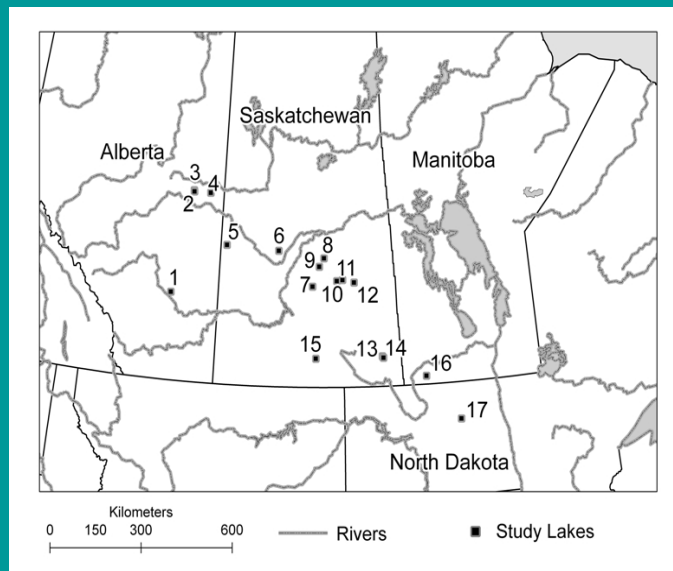 Saskatchewan
Alberta
Manitoba
3
4
2
5
6
8
9
11
1
7
10
12
15
13 14
16
17
North Dakota
Kilometers
0 150 300 600
Rivers
Study Lakes